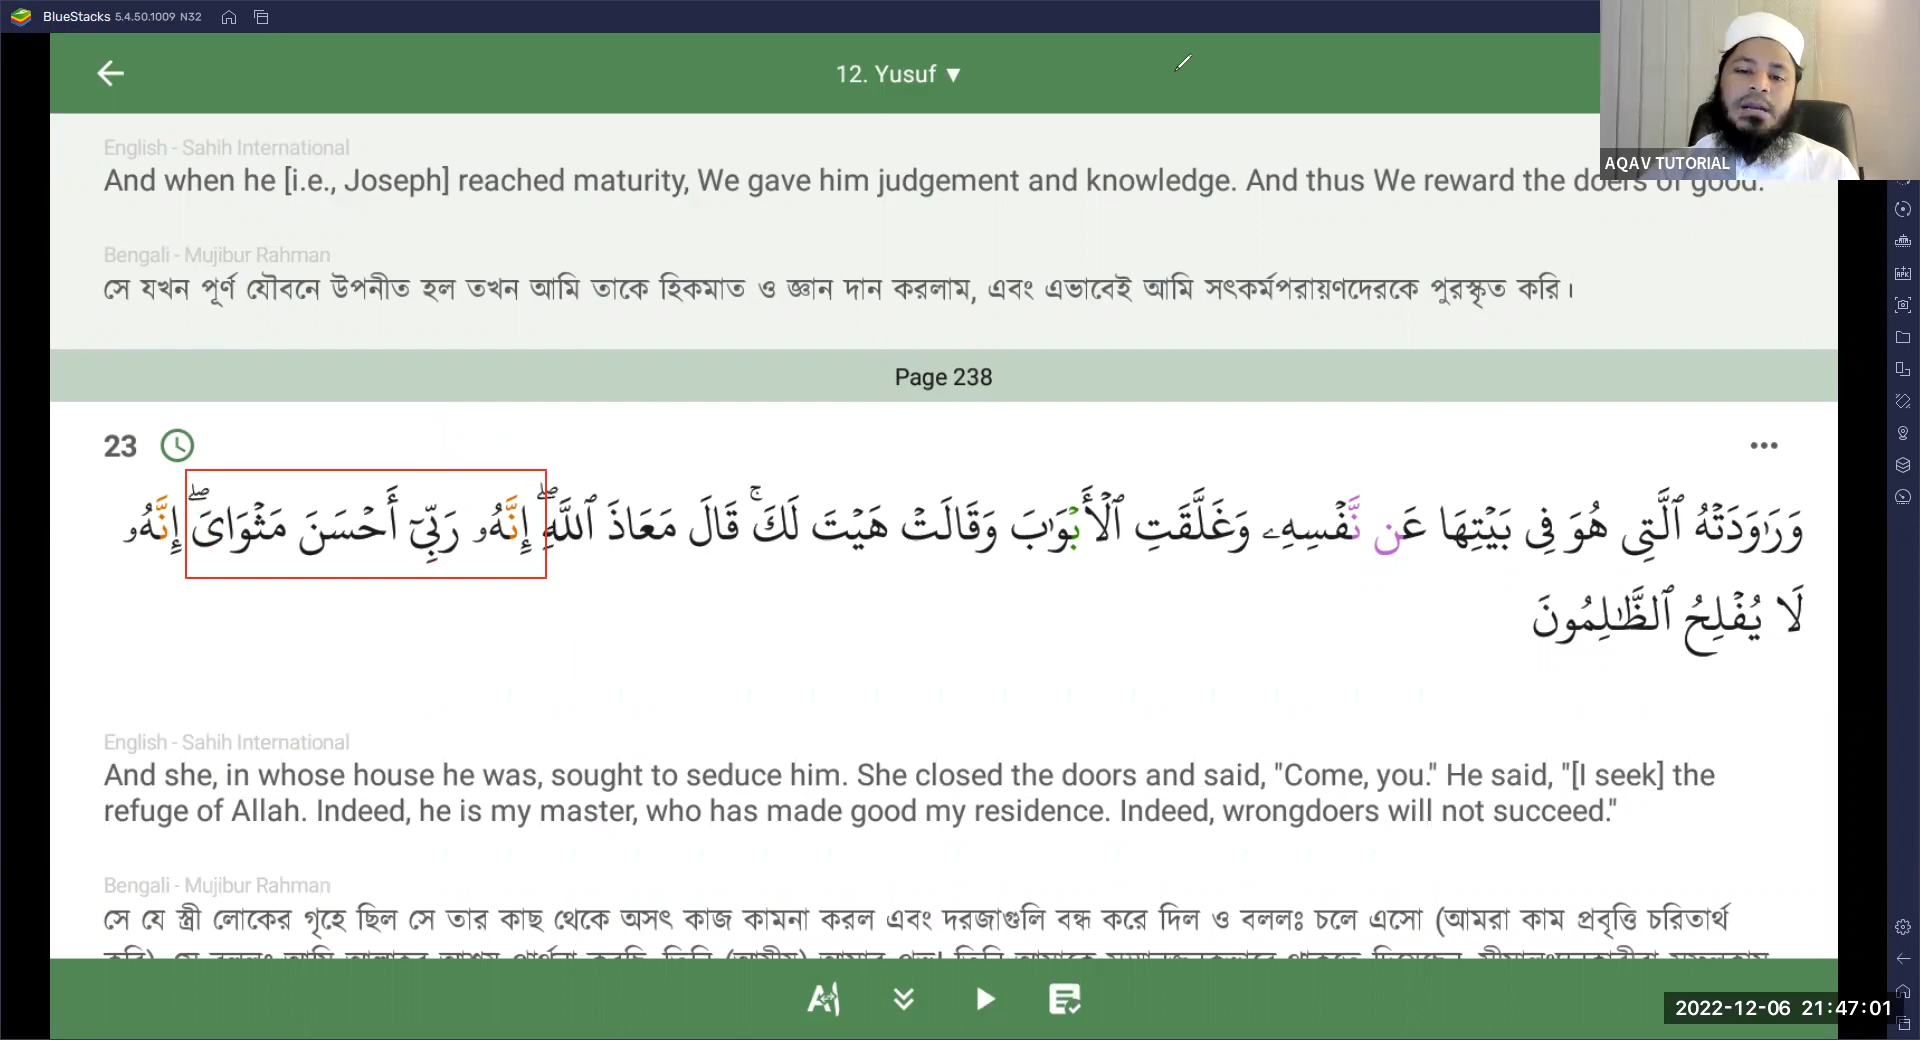 BlueStacks 5.4.50.1009 N32
12. Yusuf ▼
AQAV TUTORIAL
English - Sahih International
And when he [i.e., Joseph] reached maturity, We gave him judgement and knowledge. And thus We reward the doers of good.
Bengali - Mujibur Rahman
সে যখন পূর্ণ যৌবনে উপনীত হল তখন আমি তাকে হিকমাত ও জ্ঞান দান করলাম, এবং এভাবেই আমি সৎকর্মপরায়ণদেরকে পুরস্কৃত করি।
Page 238
23
وَرَٰوَدَتْهُ ٱلَّتِى هُوَ فِى بَيْتِهَا عَن نَّفْسِهِۦ وَغَلَّقَتِ ٱلْأَبْوَٰبَ وَقَالَتْ هَيْتَ لَكَ ۚ قَالَ مَعَاذَ ٱللَّهِ ۖ إِنَّهُۥ رَبِّىٓ أَحْسَنَ مَثْوَاىَ ۖ إِنَّهُۥ
لَا يُفْلِحُ ٱلظَّٰلِمُونَ
English - Sahih International
And she, in whose house he was, sought to seduce him. She closed the doors and said, "Come, you." He said, "[I seek] the
refuge of Allah. Indeed, he is my master, who has made good my residence. Indeed, wrongdoers will not succeed."
Bengali - Mujibur Rahman
সে যে স্ত্রী লোকের গৃহে ছিল সে তার কাছ থেকে অসৎ কাজ কামনা করল এবং দরজাগুলি বন্ধ করে দিল ও বললঃ চলে এসো (আমরা কাম প্রবৃত্তি চরিতার্থ
2022-12-06 21:47:01